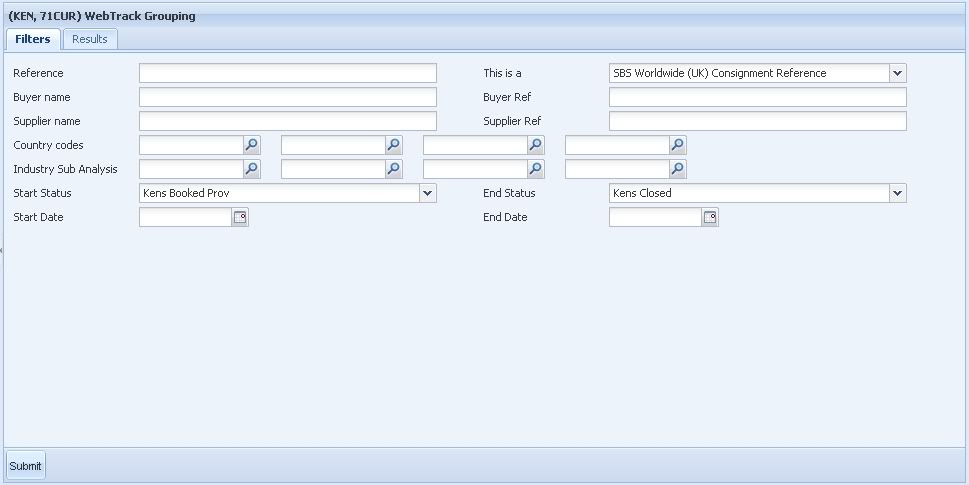 (KEN, 71CUR) WebTrack Grouping
Filters Results
Reference This is a SBS Worldwide (UK) Consignment Reference
Buyer name Buyer Ref
Supplier name Supplier Ref
Country codes
Industry Sub Analysis
Start Status Kens Booked Prov End Status Kens Closed
Start Date End Date
Submit